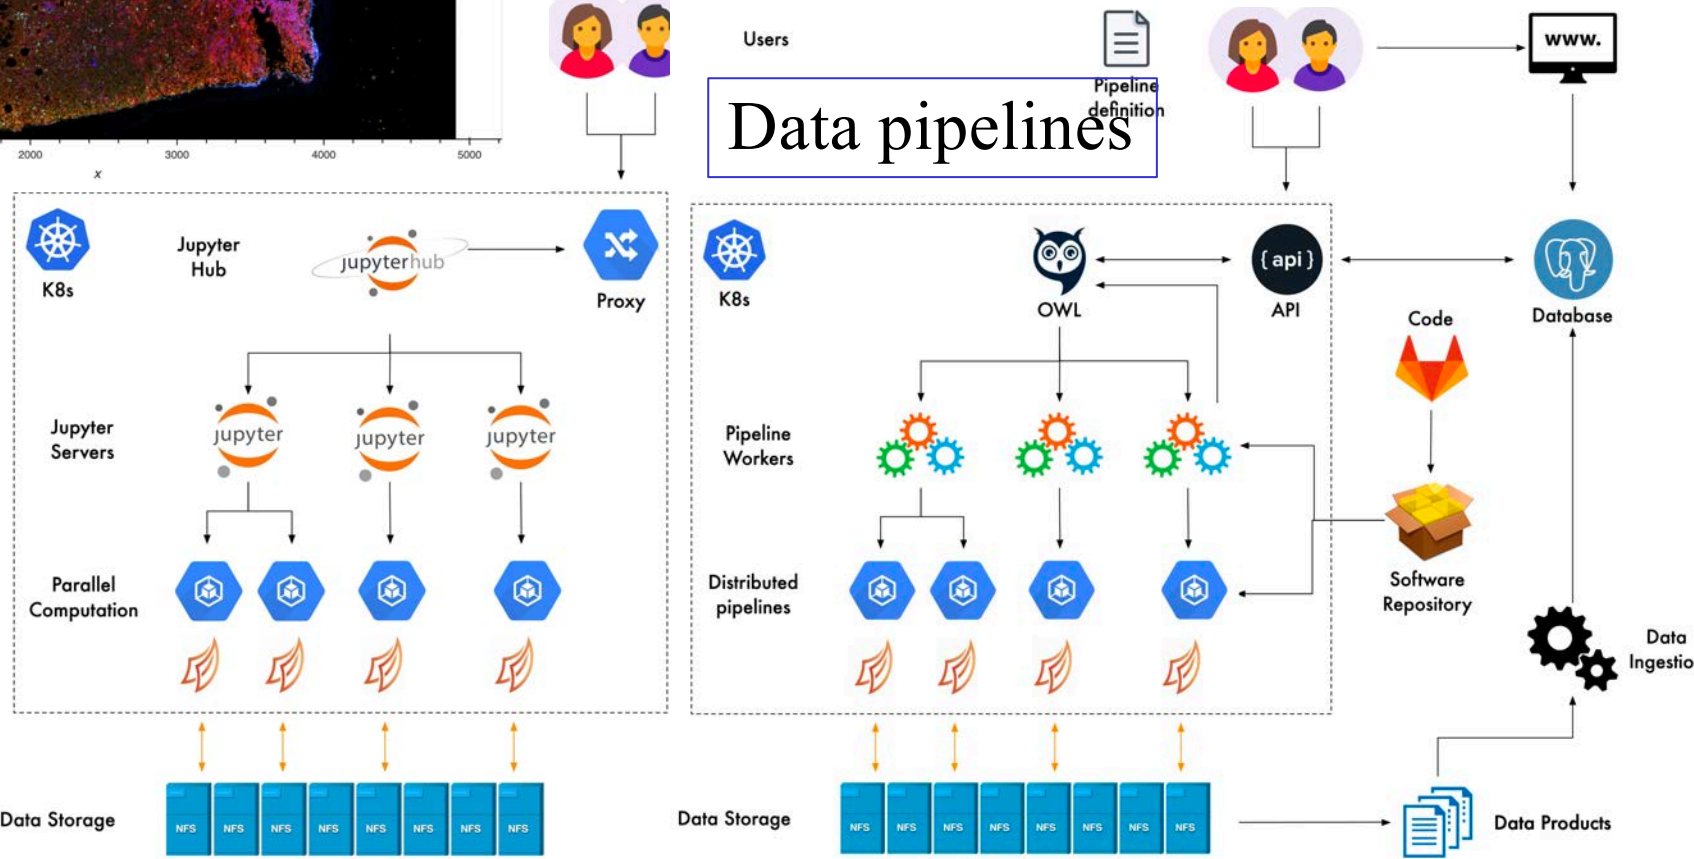 2000
3000
4000
5000
x
K8s
Jupyter
Hub
jupyterhub
Proxy
Jupyter
Servers
jupyter
jupyter
jupyter
Parallel
Computation
Data Storage
NFS
NFS
NFS
NFS
NFS
NFS
NFS
NFS
Users
Pipeline
definition
Data pipelines
www.
K8s
OWL
{ api }
API
Database
Code
Pipeline
Workers
Software
Repository
Distributed
pipelines
Data
Ingestio
Data Storage
NFS
NFS
NFS
NFS
NFS
NFS
NFS
NFS
Data Products